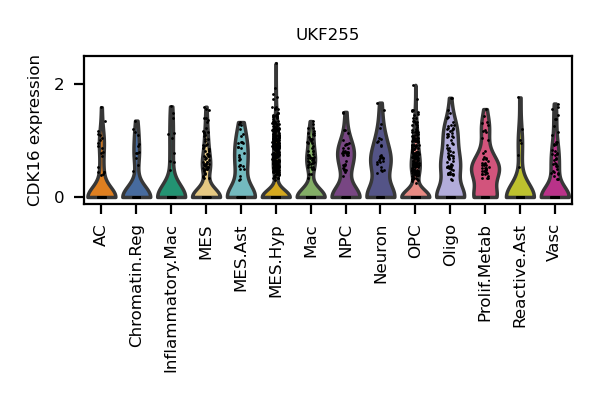 UKF255
CDK16 expression
2
0
AC
Chromatin.Reg
Inflammatory.Mac
MES
MES.Ast
MES.Hyp
Mac
NPC
Neuron
OPC
Oligo
Prolif.Metab
Reactive.Ast
Vasc